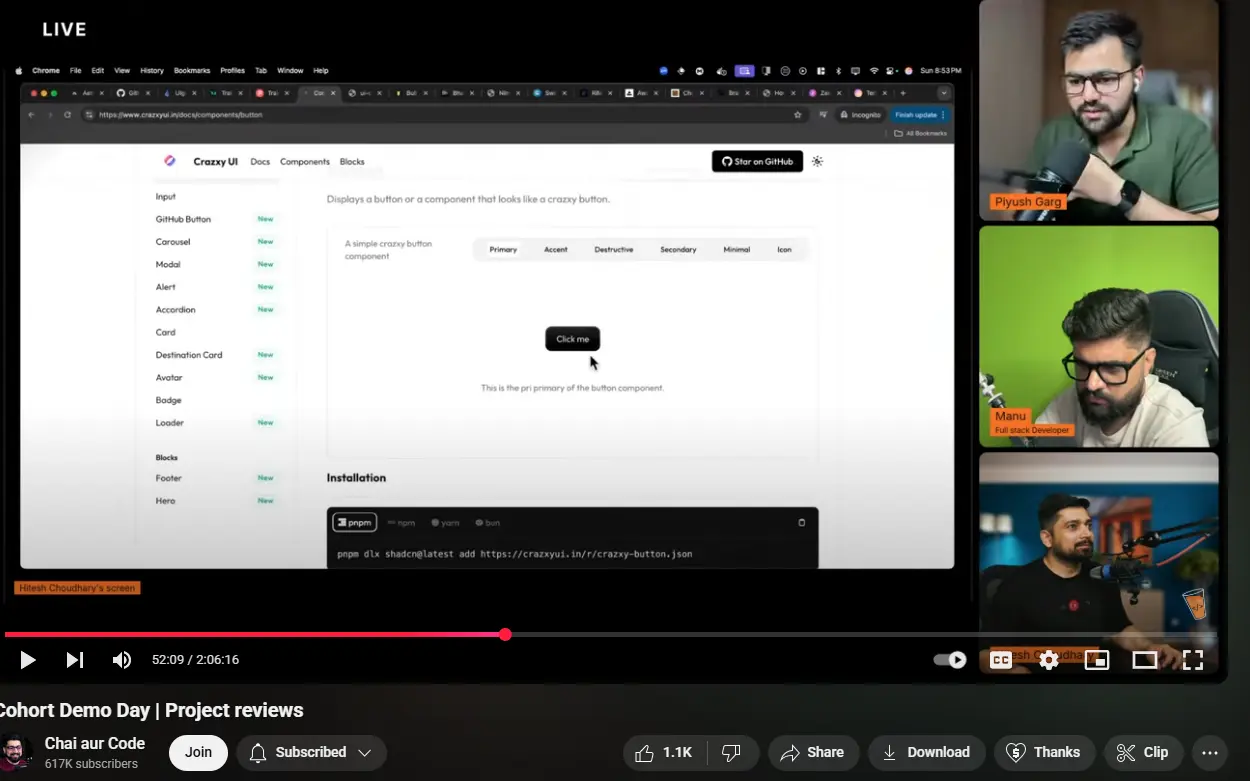 LIVE
Chrome File Edit View History Bookmarks Profiles Tab Window Help
Sun 8:53 PM
https://www.crazxyui.in/docs/components/button
Incognito
Finish update
All Bookmarks
Crazxy UI Docs Components Blocks
Star on GitHub
Input
GitHub Button New
Carousel New
Modal New
Alert New
Accordion New
Card
Destination Card New
Avatar New
Badge
Loader New
Blocks
Footer New
Hero New
Displays a button or a component that looks like a crazxy button.
A simple crazxy button
component
Primary Accent Destructive Secondary Minimal Icon
Click me
This is the pri primary of the button component.
Installation
pnpm npm yarn bun
pnpm dlx shadcn@latest add https://crazxyui.in/r/crazxy-button.json
Hitesh Choudhary's screen
Piyush Garg
Manu
Full stack Developer
esh Choudhary
52:09 / 2:06:16
CC
Cohort Demo Day | Project reviews
Chai aur Code
617K subscribers
Join
Subscribed
1.1K
Share
Download
Thanks
Clip